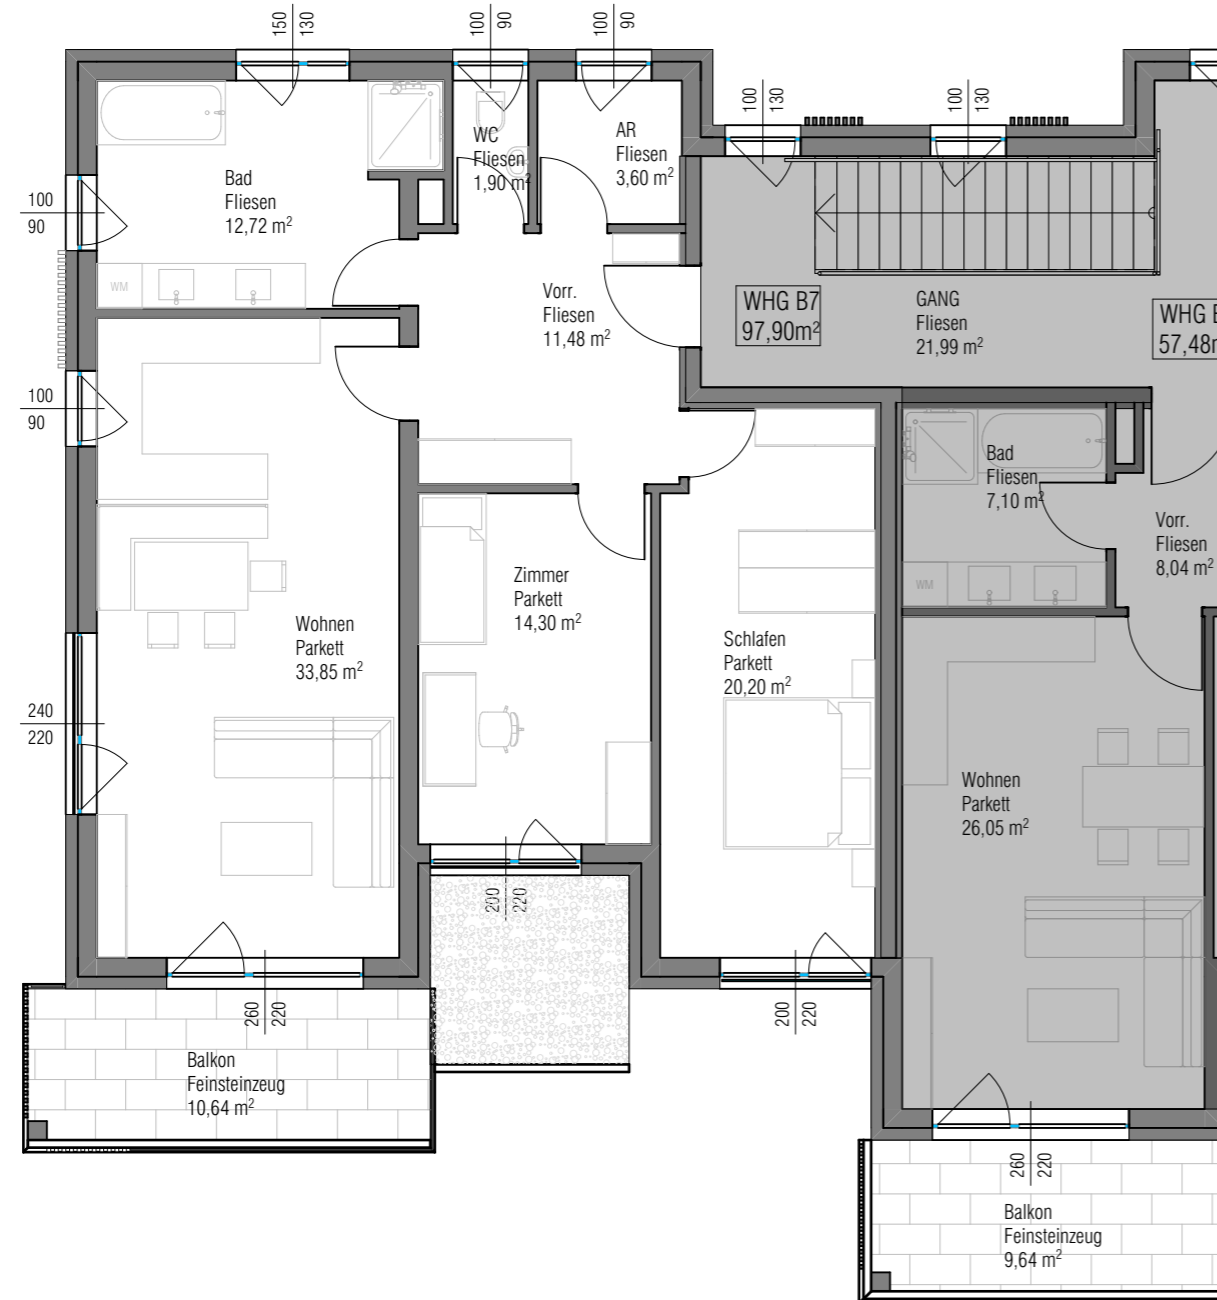 150
130
100
90
100
90
100
130
100
130
WC
Fliesen
1,90 m²
AR
Fliesen
3,60 m²
Bad
Fliesen
12,72 m²
100
90
WM
Vorr.
Fliesen
11,48 m²
WHG B7
97,90m²
GANG
Fliesen
21,99 m²
WHG
57,48
100
90
Bad
Fliesen
7,10 m²
Vorr.
Fliesen
8,04 m²
WM
Zimmer
Parkett
14,30 m²
Wohnen
Parkett
33,85 m²
Schlafen
Parkett
20,20 m²
240
220
Wohnen
Parkett
26,05 m²
200
220
260
220
200
220
Balkon
Feinsteinzeug
10,64 m²
260
220
Balkon
Feinsteinzeug
9,64 m²